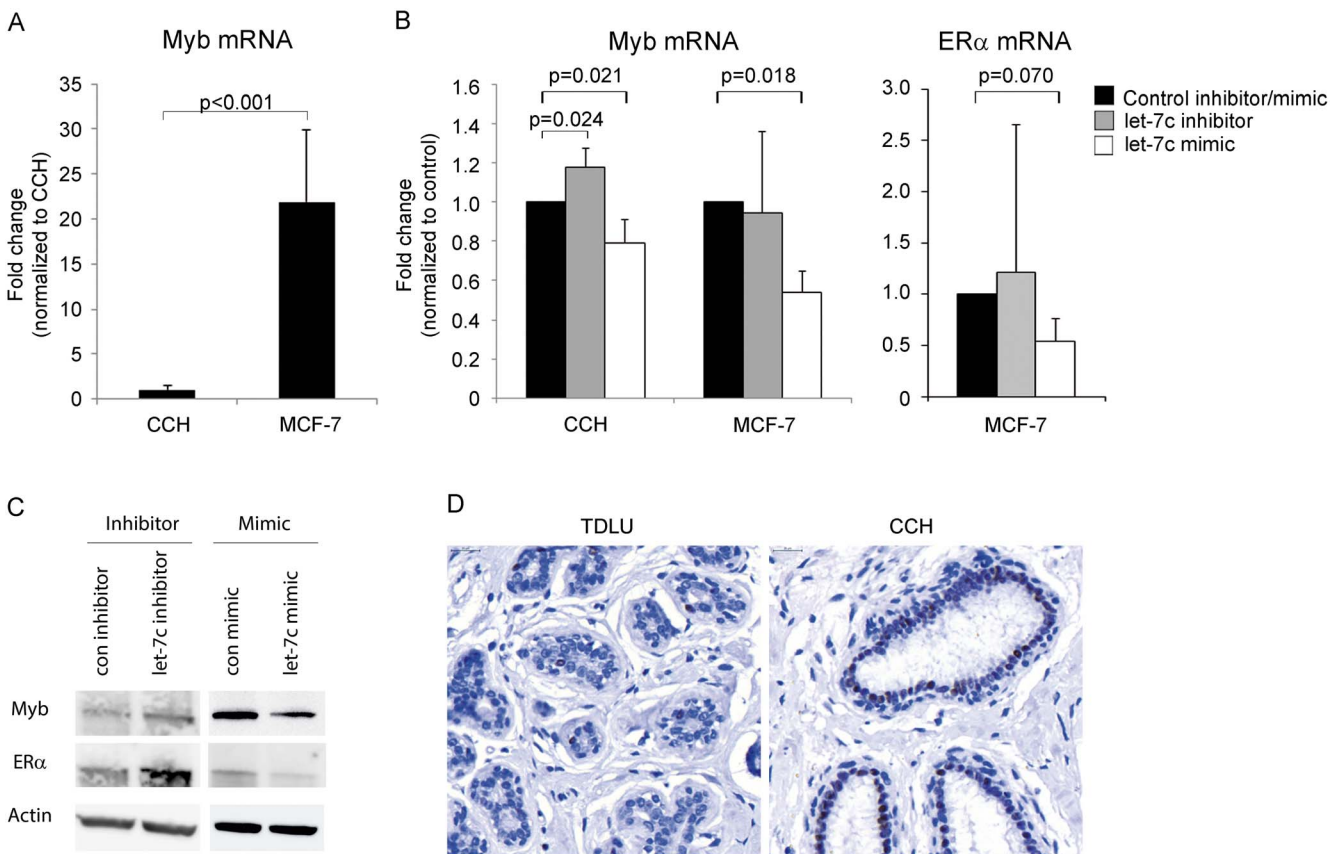 A
Myb mRNA
Fold change
(normalized to CCH)
35
30
25
20
15
10
5
0
p<0.001
CCH
MCF-7
B
Myb mRNA
Fold change
(normalized to control)
1.6
1.4
1.2
1.0
0.8
0.6
0.4
0.2
0
p=0.021
p=0.024
p=0.018
CCH
MCF-7
ERα mRNA
3.0
2.5
2.0
1.5
1.0
0.5
0
p=0.070
MCF-7
Control inhibitor/mimic
let-7c inhibitor
let-7c mimic
C
Inhibitor
Mimic
con inhibitor
let-7c inhibitor
con mimic
let-7c mimic
Myb
ERα
Actin
D
TDLU
CCH